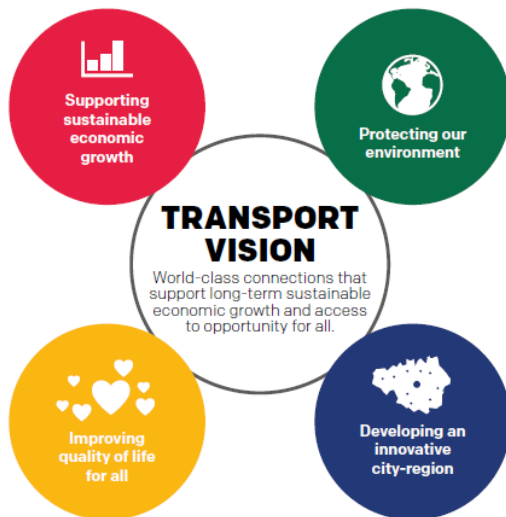 Supporting
sustainable
economic
growth
Protecting our
environment
TRANSPORT
VISION
World-class connections that
support long-term sustainable
economic growth and access
to opportunity for all.
Improving
quality of life
for all
Developing an
innovative
city-region